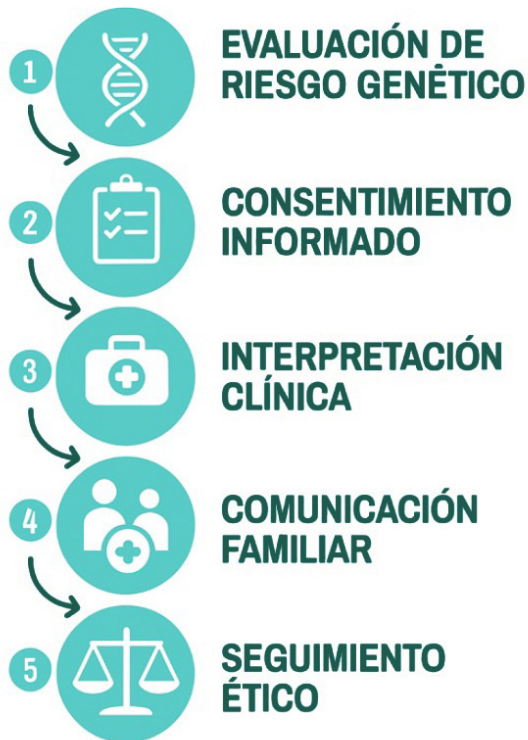 1
EVALUACIÓN DE
RIESGO GENÉTICO
2
CONSENTIMIENTO
INFORMADO
3
INTERPRETACIÓN
CLÍNICA
4
COMUNICACIÓN
FAMILIAR
5
SEGUIMIENTO
ÉTICO